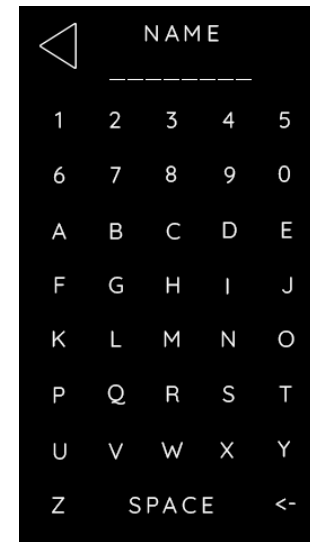 NAME
________
1 2 3 4 5
6 7 8 9 0
A B C D E
F G H I J
K L M N O
P Q R S T
U V W X Y
Z SPACE <-